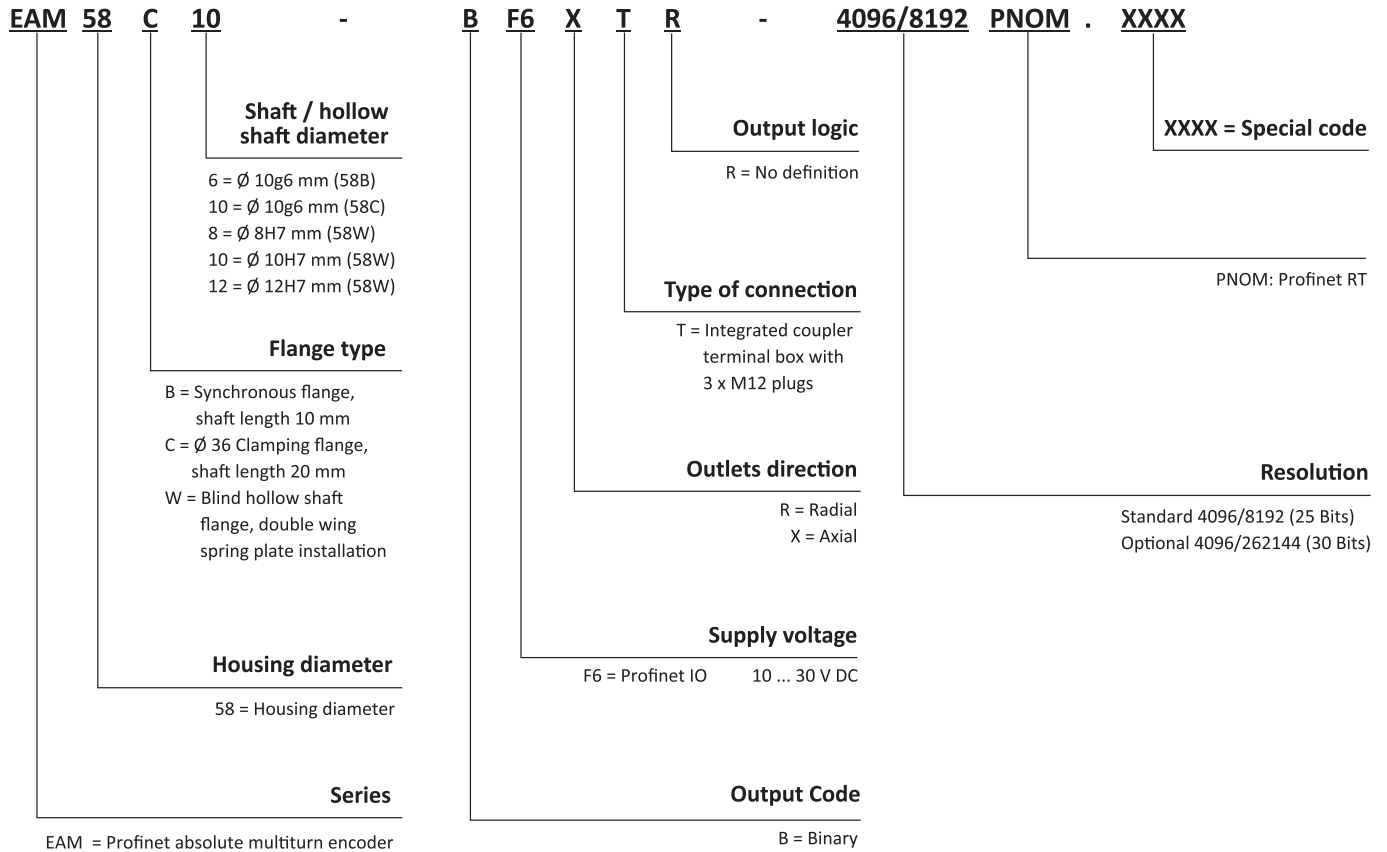 EAM 58 C 10 - B F6 X T R - 4096/8192 PNOM . XXXX
Shaft / hollow
shaft diameter
6 = Ø 10g6 mm (58B)
10 = Ø 10g6 mm (58C)
8 = Ø 8H7 mm (58W)
10 = Ø 10H7 mm (58W)
12 = Ø 12H7 mm (58W)
Flange type
B = Synchronous flange,
shaft length 10 mm
C = Ø 36 Clamping flange,
shaft length 20 mm
W = Blind hollow shaft
flange, double wing
spring plate installation
Housing diameter
58 = Housing diameter
Series
EAM = Profinet absolute multiturn encoder
Output logic
R = No definition
Type of connection
T = Integrated coupler
terminal box with
3 x M12 plugs
Outlets direction
R = Radial
X = Axial
Supply voltage
F6 = Profinet IO 10 ... 30 V DC
Output Code
B = Binary
XXXX = Special code
PNOM: Profinet RT
Resolution
Standard 4096/8192 (25 Bits)
Optional 4096/262144 (30 Bits)